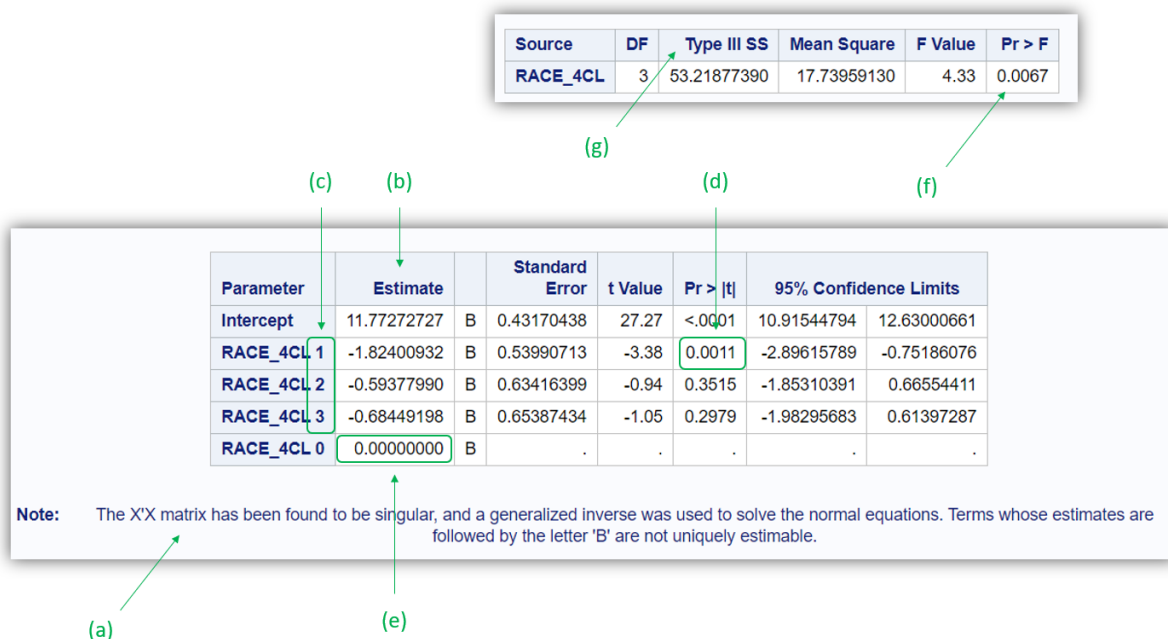 Source DF Type III SS Mean Square F Value Pr > F
RACE_4CL 3 53.21877390 17.73959130 4.33 0.0067
(g)
(f)
(c) (b) (d)
Standard
Parameter Estimate Error t Value Pr > |t| 95% Confidence Limits
Intercept 11.77272727 B 0.43170438 27.27 <.0001 10.91544794 12.63000661
RACE_4CL 1 -1.82400932 B 0.53990713 -3.38 0.0011 -2.89615789 -0.75186076
RACE_4CL 2 -0.59377990 B 0.63416399 -0.94 0.3515 -1.85310391 0.66554411
RACE_4CL 3 -0.68449198 B 0.65387434 -1.05 0.2979 -1.98295683 0.61397287
RACE_4CL 0 0.00000000 B . . . . .
Note: The X'X matrix has been found to be singular, and a generalized inverse was used to solve the normal equations. Terms whose estimates are
followed by the letter 'B' are not uniquely estimable.
(e)
(a)